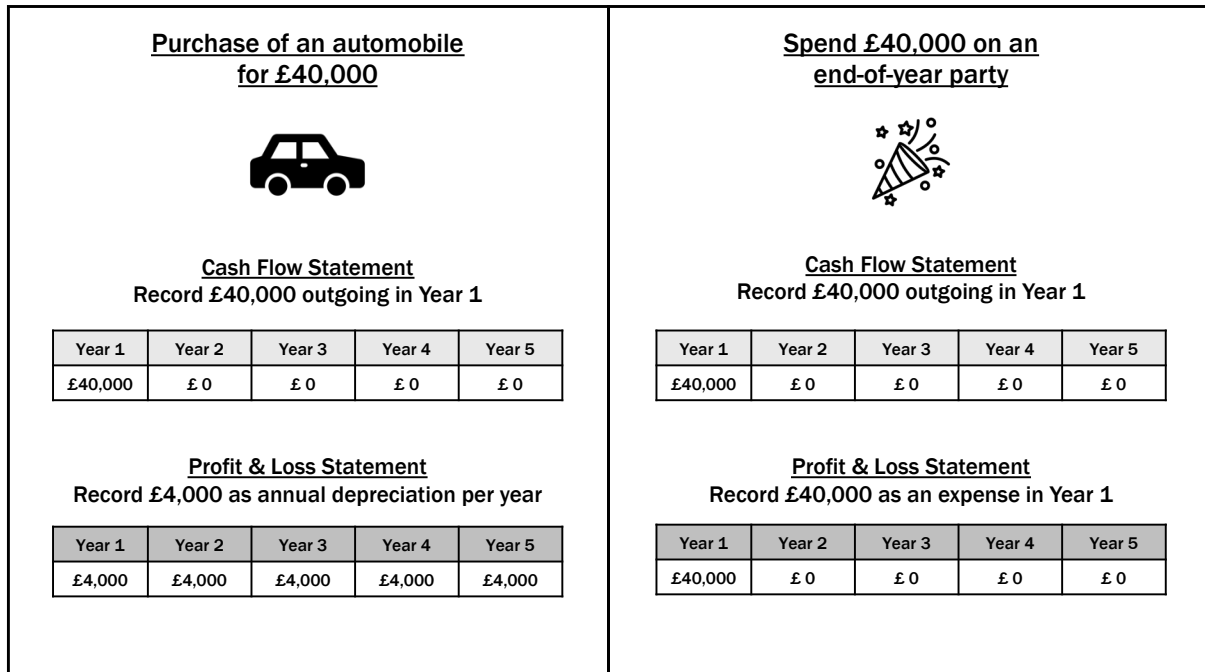 Purchase of an automobile
for £40,000
Cash Flow Statement
Record £40,000 outgoing in Year 1
Year 1 Year 2 Year 3 Year 4 Year 5
£40,000 £ 0 £ 0 £ 0 £ 0
Profit & Loss Statement
Record £4,000 as annual depreciation per year
Year 1 Year 2 Year 3 Year 4 Year 5
£4,000 £4,000 £4,000 £4,000 £4,000
Spend £40,000 on an
end-of-year party
Cash Flow Statement
Record £40,000 outgoing in Year 1
Year 1 Year 2 Year 3 Year 4 Year 5
£40,000 £ 0 £ 0 £ 0 £ 0
Profit & Loss Statement
Record £40,000 as an expense in Year 1
Year 1 Year 2 Year 3 Year 4 Year 5
£40,000 £ 0 £ 0 £ 0 £ 0